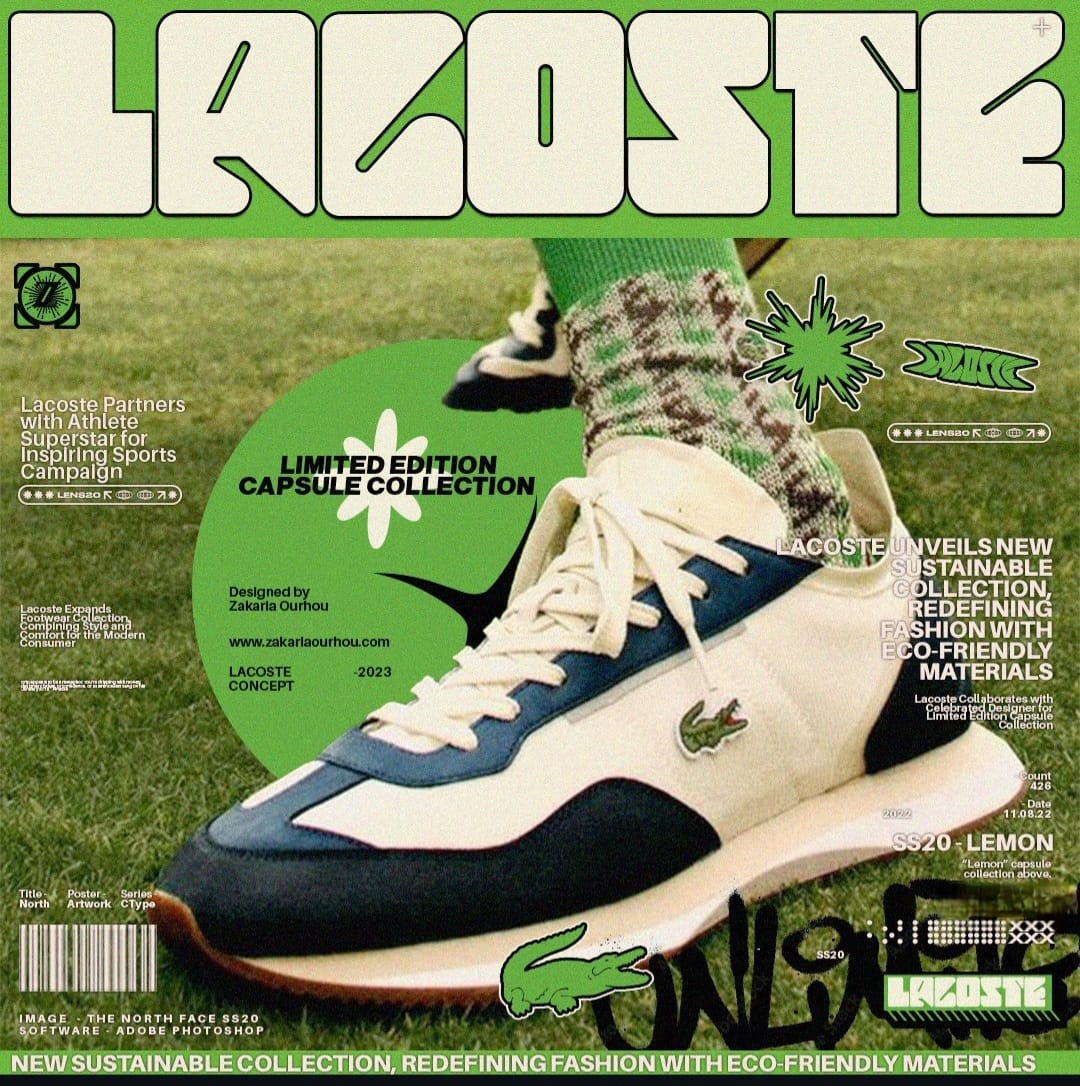 LACOSTE
Lacoste Partners
with Athlete
Superstar for
Inspiring Sports
Campaign
*** LENS20
LIMITED EDITION
CAPSULE COLLECTION
Designed by
Zakaria Ourhou
www.zakariaourhou.com
LACOSTE -2023
CONCEPT
Lacoste Expands
Footwear Collection,
Combining Style and
Comfort for the Modern
Consumer
LACOSTE
*** LENS20
LACOSTE UNVEILS NEW
SUSTAINABLE
COLLECTION,
REDEFINING
FASHION WITH
ECO-FRIENDLY
MATERIALS
Lacoste Collaborates with
Celebrated Designer for
Limited Edition Capsule
Collection
Count
426
- Date
2022 11.08.22
SS20 - LEMON
"Lemon" capsule
collection above.
XXX
XXX
SS20
LACOSTE
Title - Poster - Series -
North Artwork CType
IMAGE - THE NORTH FACE SS20
SOFTWARE - ADOBE PHOTOSHOP
NEW SUSTAINABLE COLLECTION, REDEFINING FASHION WITH ECO-FRIENDLY MATERIALS